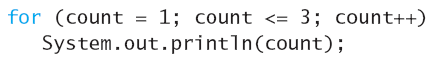 for (count = 1; count <= 3; count++)
System.out.println(count);